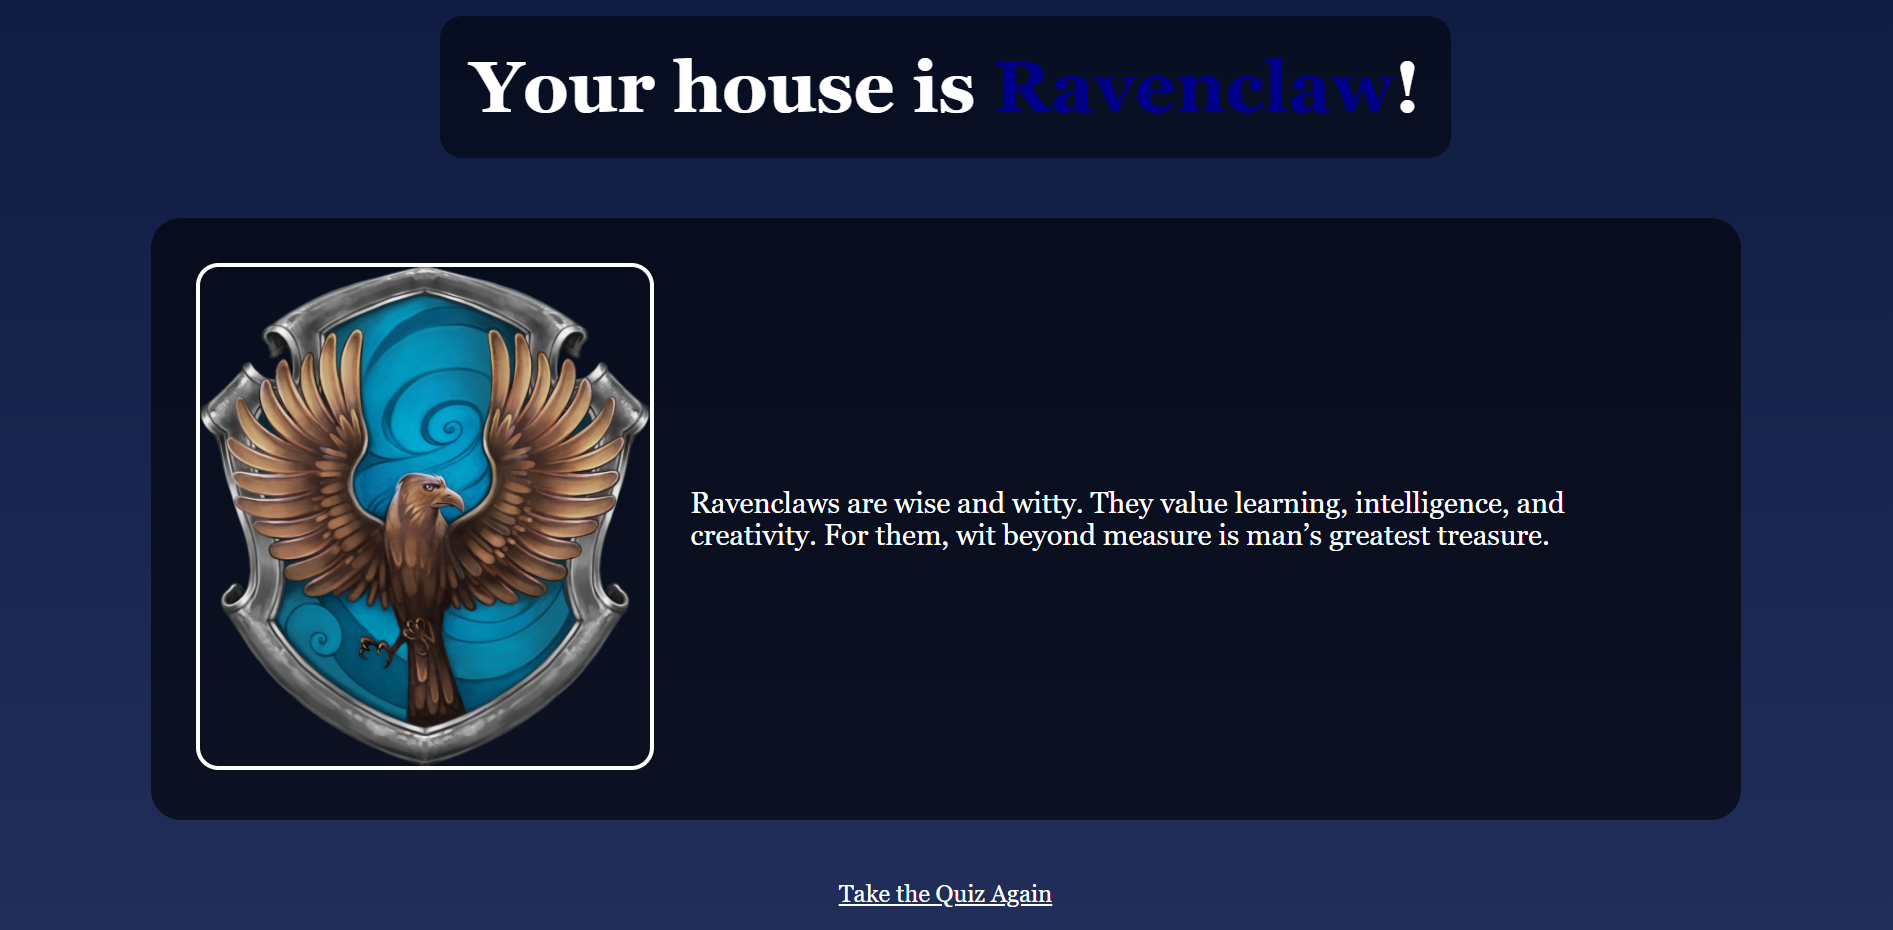 Your house is Ravenclaw!
Ravenclaws are wise and witty. They value learning, intelligence, and
creativity. For them, wit beyond measure is man’s greatest treasure.
Take the Quiz Again